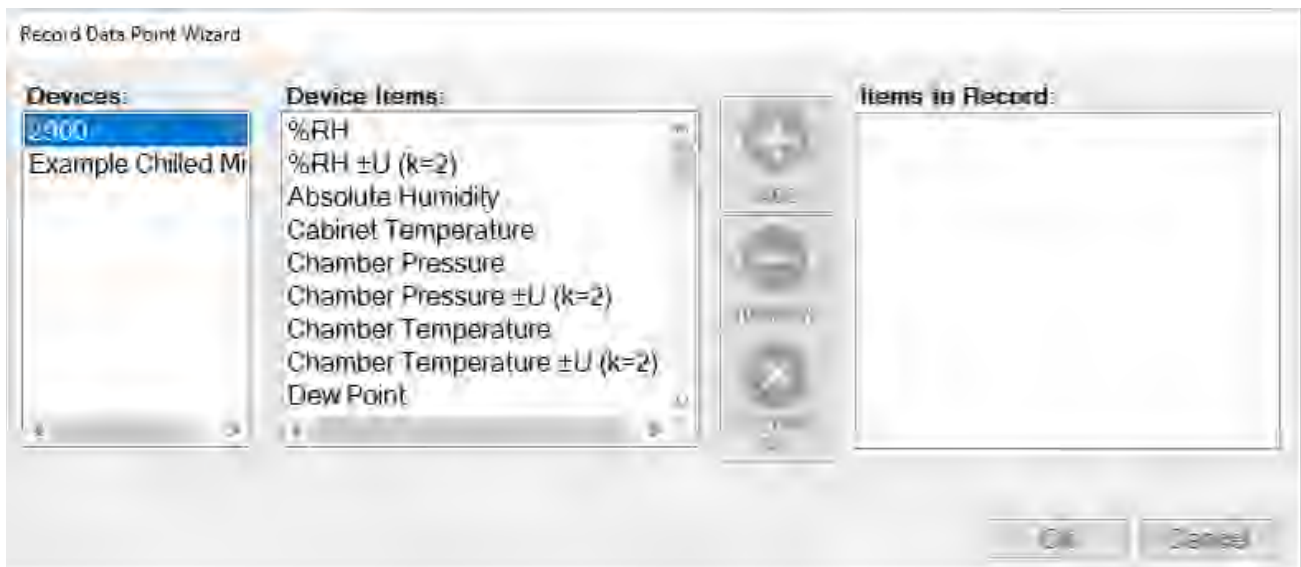 Record Data Point Wizard
Devices:
2900
Example Chilled Mi
Device Items:
%RH
%RH ±U (k=2)
Absolute Humidity
Cabinet Temperature
Chamber Pressure
Chamber Pressure ±U (k=2)
Chamber Temperature
Chamber Temperature ±U (k=2)
Dew Point
Items in Record:
OK
Cancel